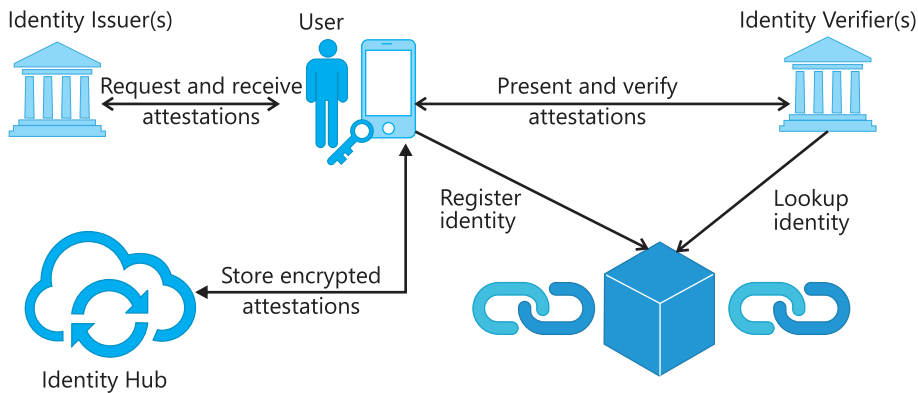 Identity Issuer(s)
User
Identity Verifier(s)
Request and receive
attestations
Present and verify
attestations
Register
identity
Lookup
identity
Store encrypted
attestations
Identity Hub